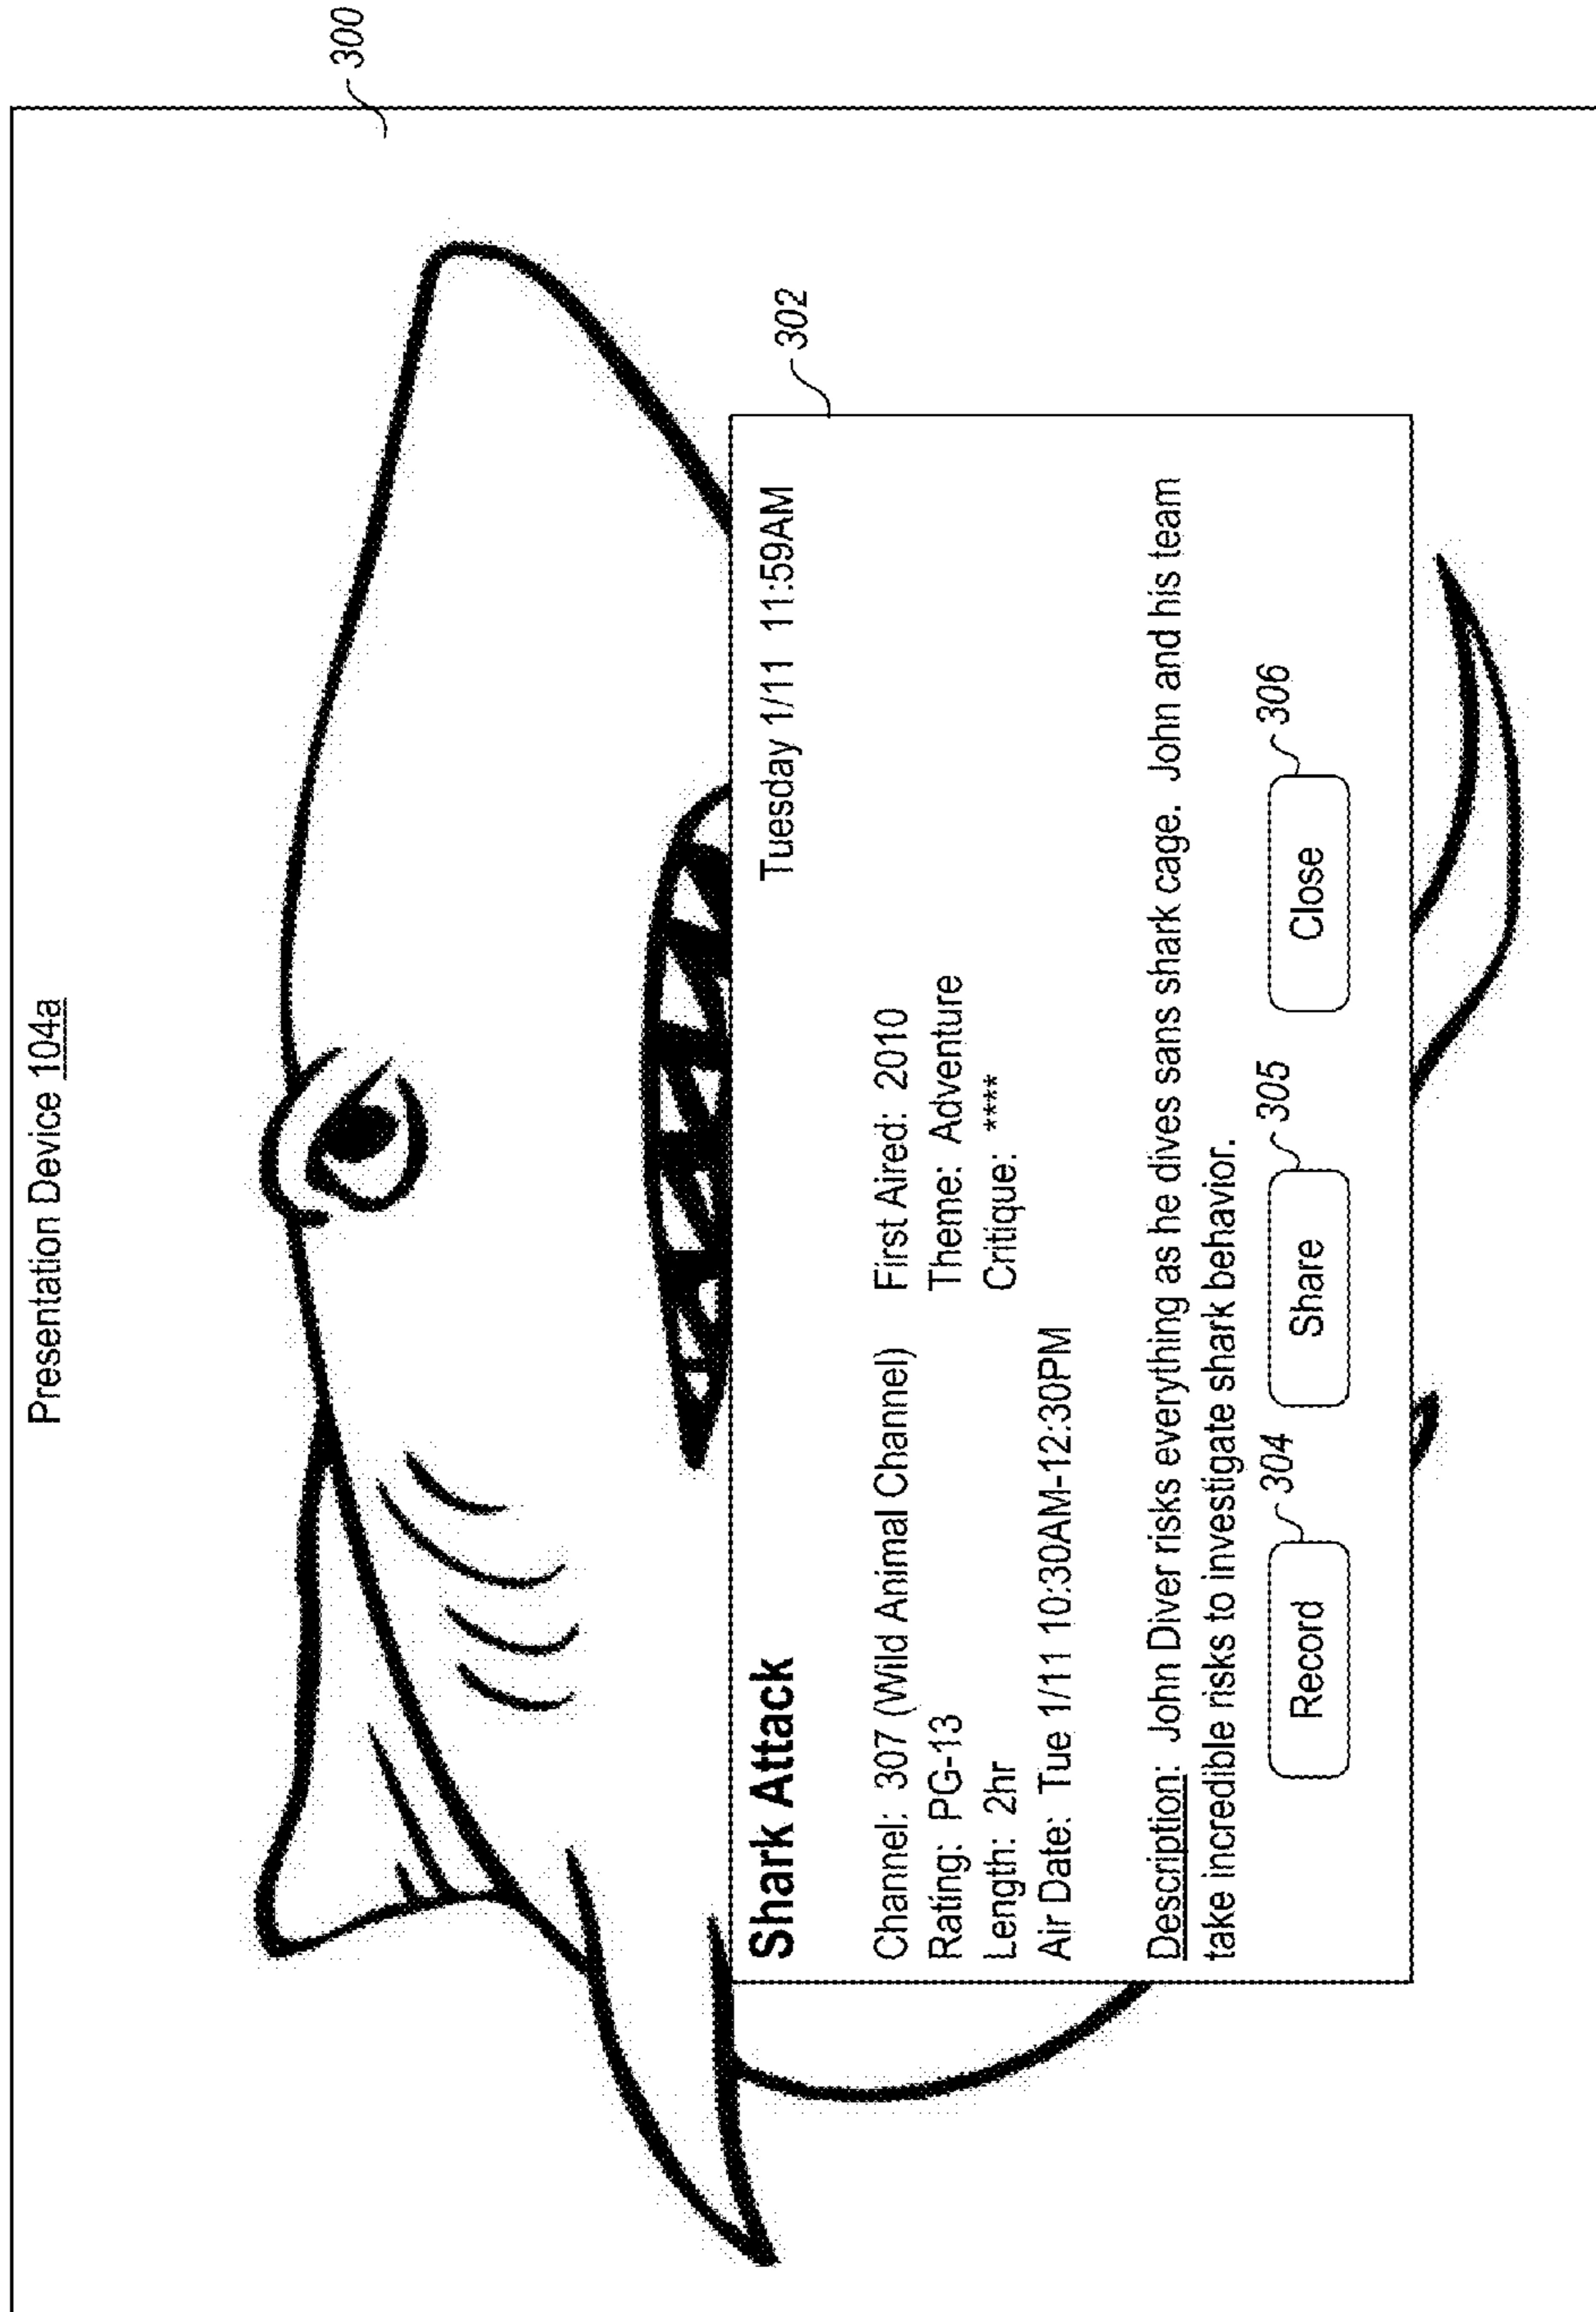 Presentation Device 104a
300
302
Shark Attack Tuesday 1/11 11:59AM
Channel: 307 (Wild Animal Channel) First Aired: 2010
Rating: PG-13 Theme: Adventure
Length: 2hr Critique: ****
Air Date: Tue 1/11 10:30AM-12:30PM
Description: John Diver risks everything as he dives sans shark cage. John and his team
take incredible risks to investigate shark behavior.
304 305 306
Record Share Close